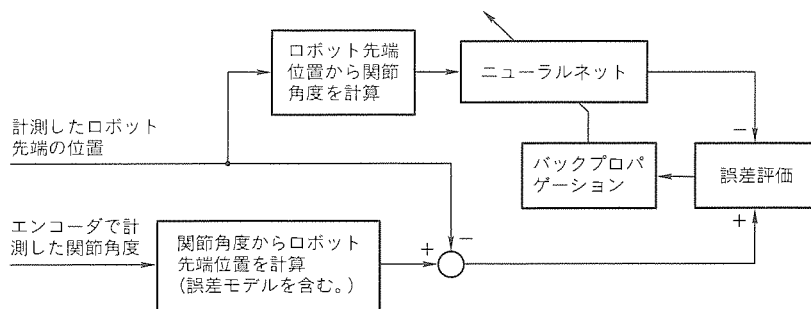 ロボット先端
位置から関節
角度を計算
ニューラルネット
計測したロボット
先端の位置
−
バックプロパ
ゲーション
誤差評価
エンコーダで計
測した関節角度
関節角度からロボット
先端位置を計算
(誤差モデルを含む。)
+
−
+